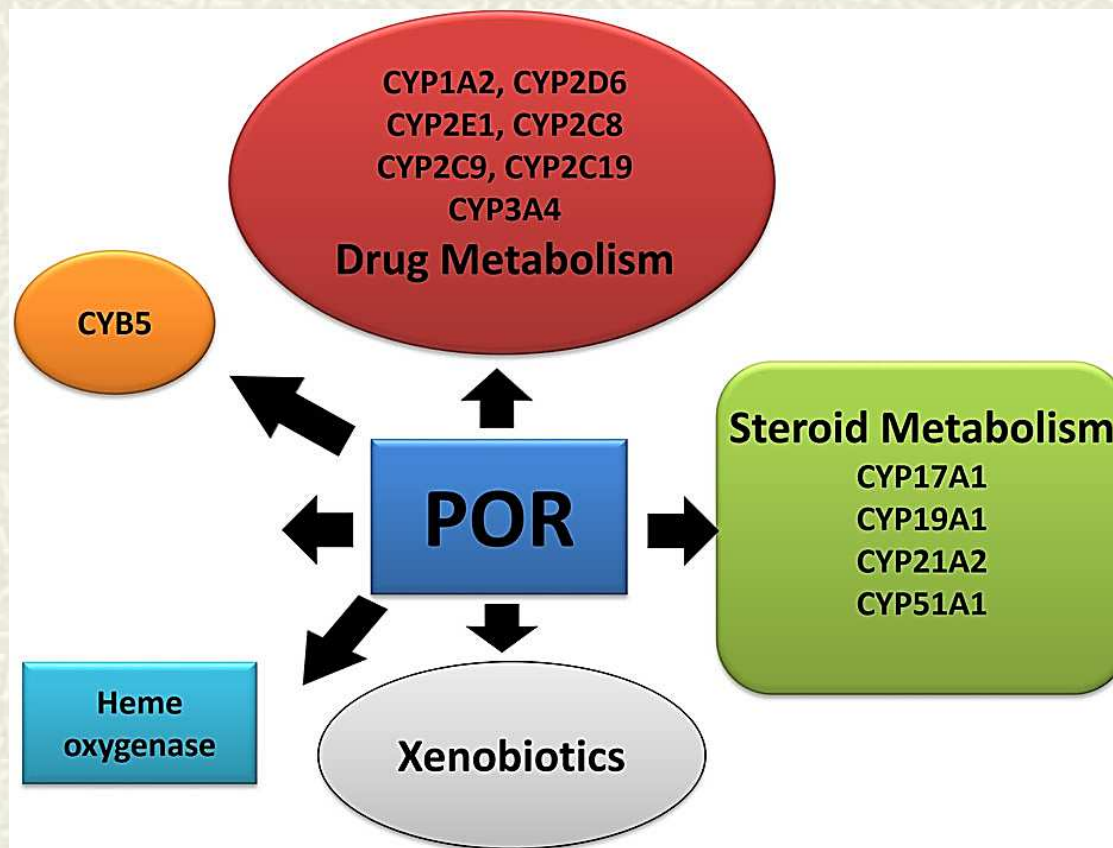 CYP1A2, CYP2D6
CYP2E1, CYP2C8
CYP2C9, CYP2C19
CYP3A4
Drug Metabolism
CYB5
Steroid Metabolism
CYP17A1
CYP19A1
CYP21A2
CYP51A1
POR
Heme
oxygenase
Xenobiotics